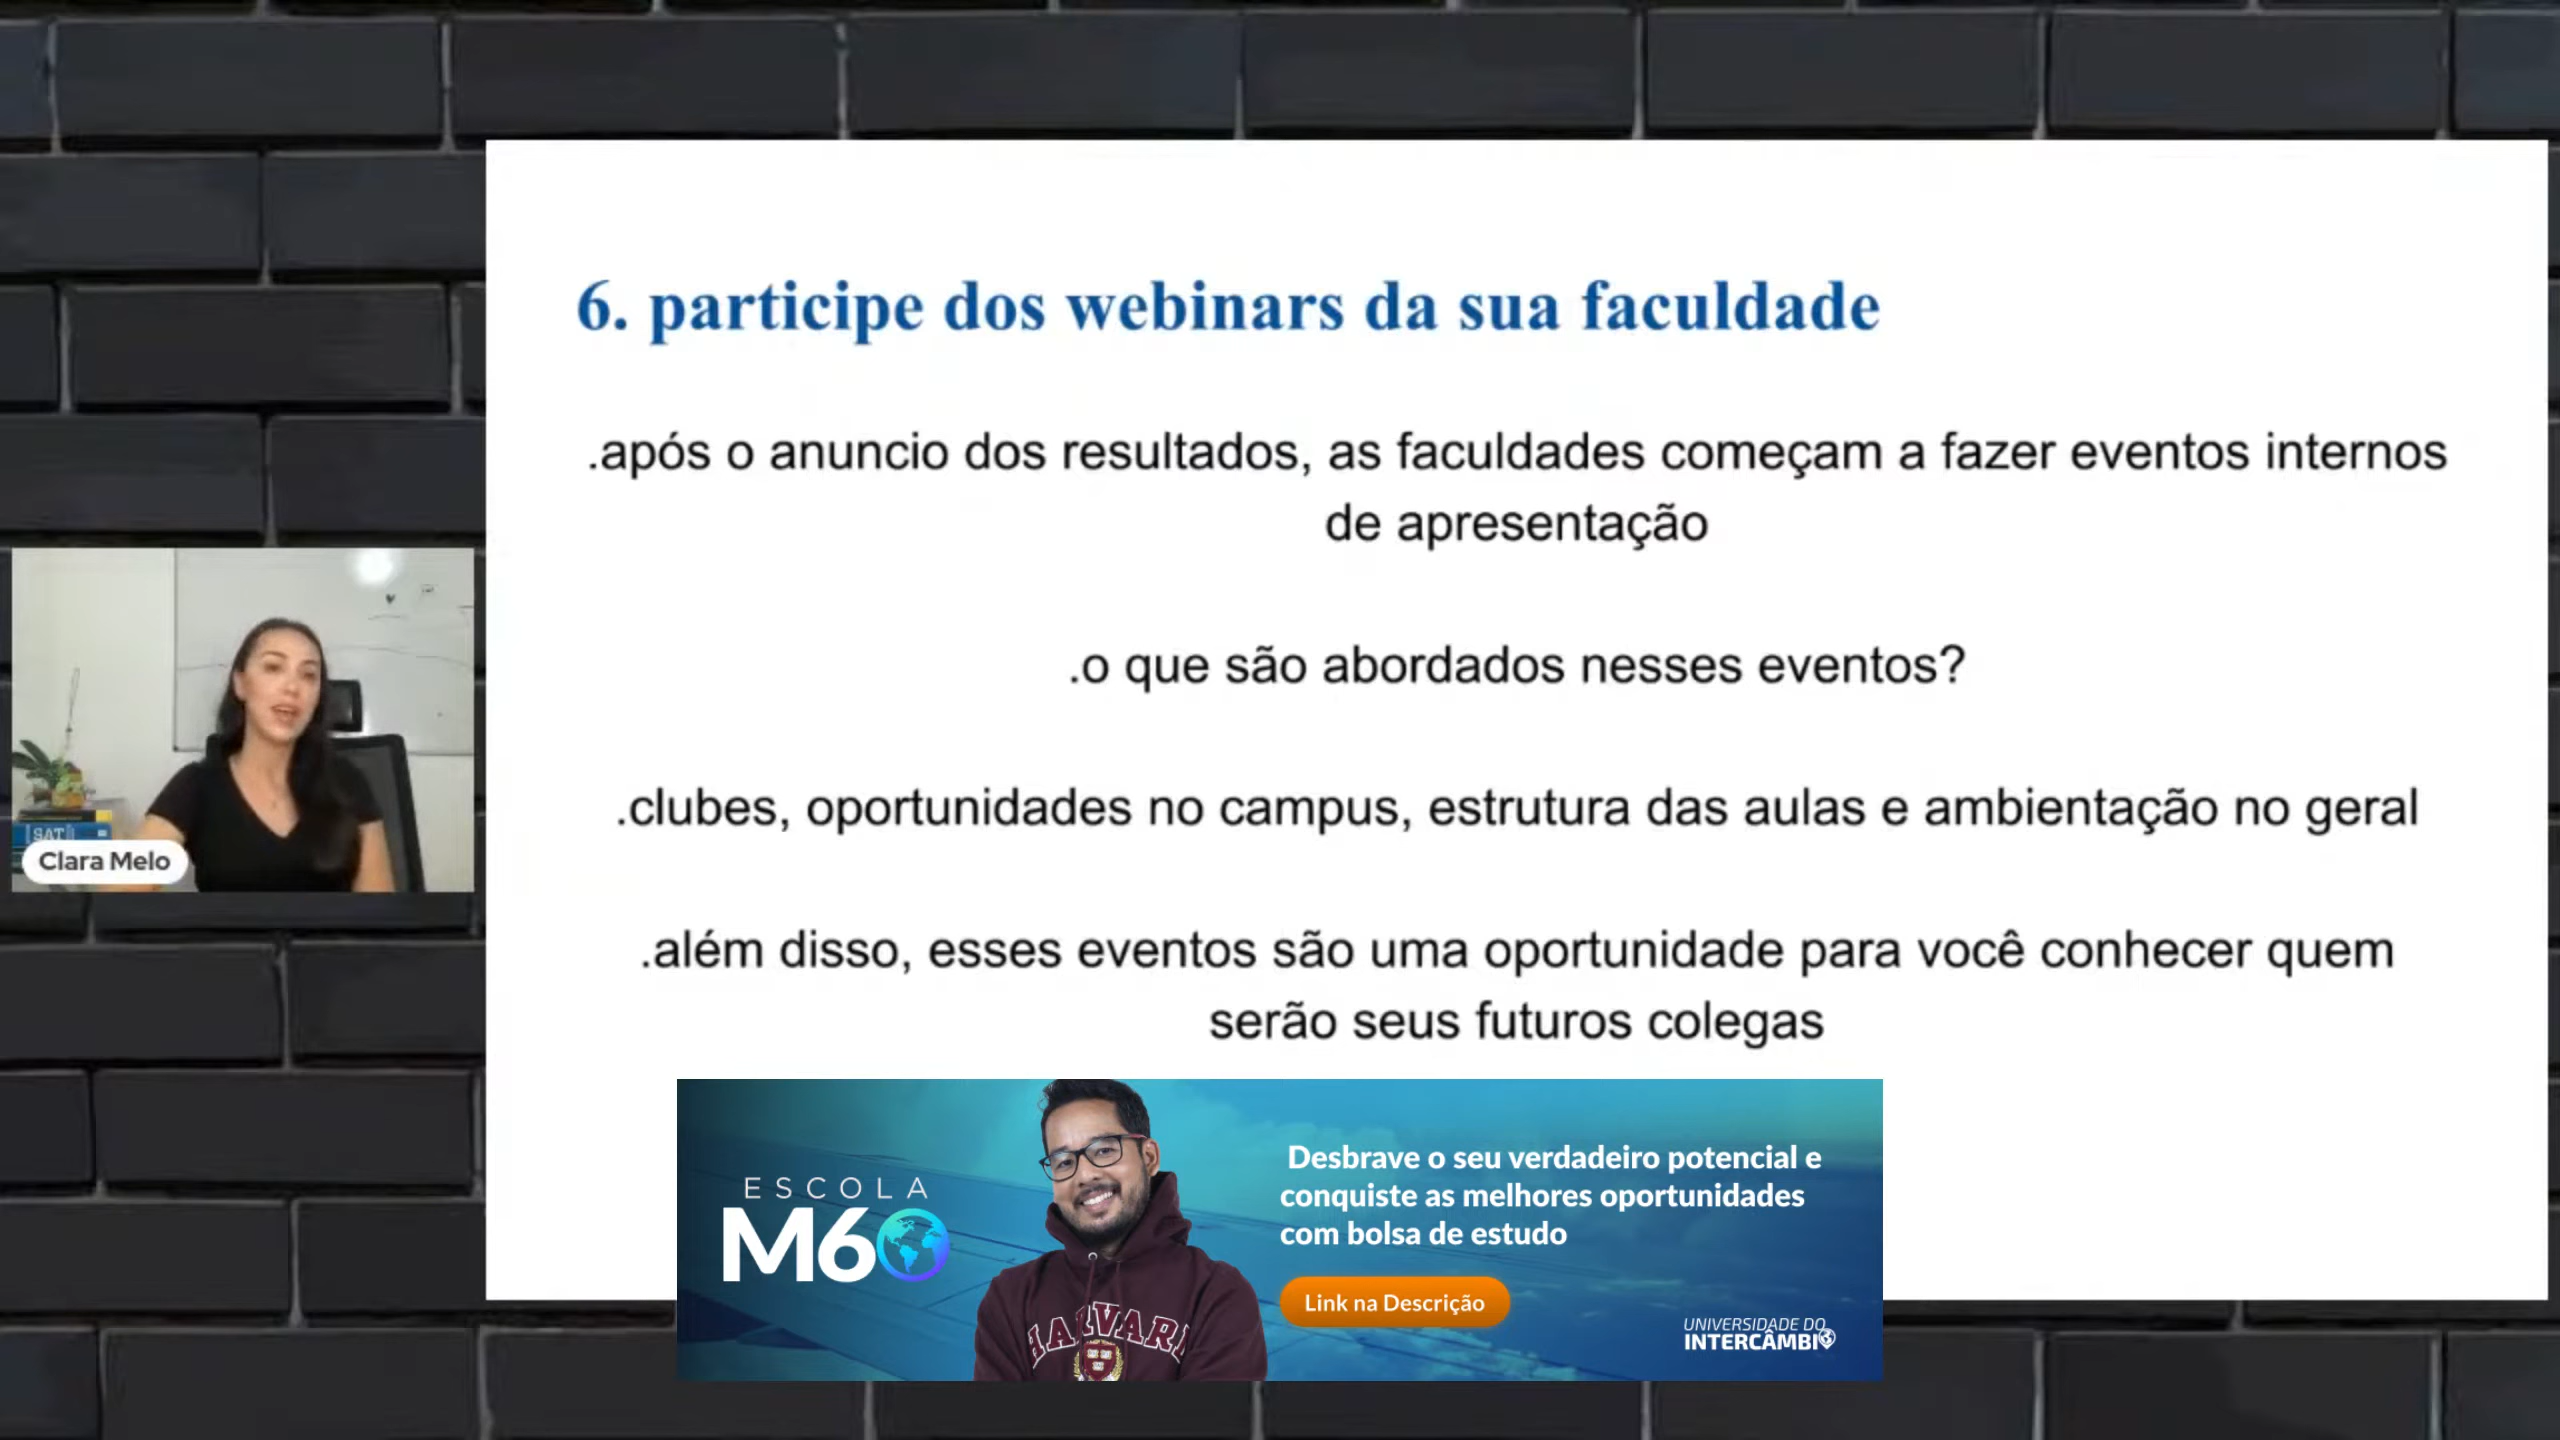 6. participe dos webinars da sua faculdade
.após o anuncio dos resultados, as faculdades começam a fazer eventos internos
de apresentação
.o que são abordados nesses eventos?
.clubes, oportunidades no campus, estrutura das aulas e ambientação no geral
.além disso, esses eventos são uma oportunidade para você conhecer quem
serão seus futuros colegas
SAT
Clara Melo
ESCOLA
M60
HARVARD
Desbrave o seu verdadeiro potencial e
conquiste as melhores oportunidades
com bolsa de estudo
Link na Descrição
UNIVERSIDADE DO
INTERCÂMBIO